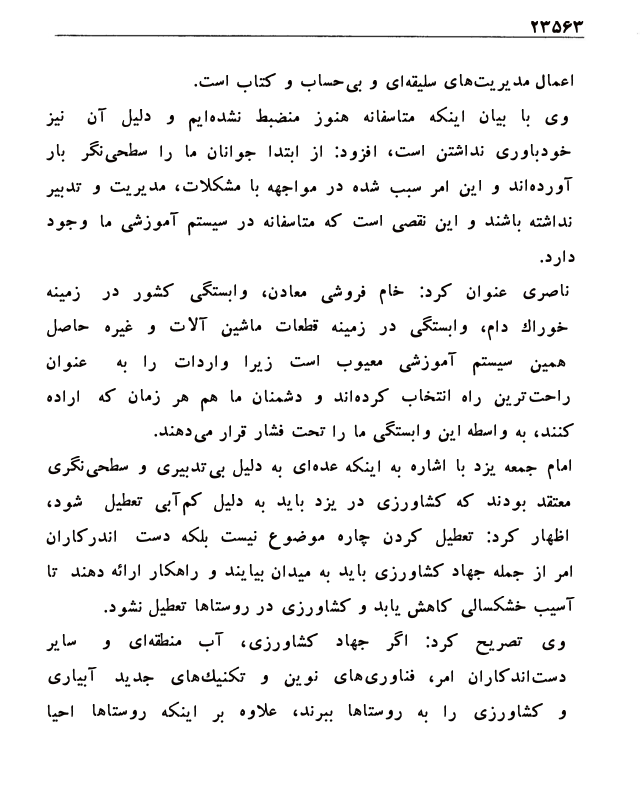 ۲۳۵۶۳
اعمال مدیریت‌های سلیقه‌ای و بی‌حساب و کتاب است.
وی با بیان اینکه متاسفانه هنوز منضبط نشده‌ایم و دلیل آن نیز
خودباوری نداشتن است، افزود: از ابتدا جوانان ما را سطحی‌نگر بار
آورده‌اند و این امر سبب شده در مواجهه با مشکلات، مدیریت و تدبیر
نداشته باشند و این نقصی است که متاسفانه در سیستم آموزشی ما وجود
دارد.
ناصری عنوان کرد: خام فروشی معادن، وابستگی کشور در زمینه
خوراك دام، وابستگی در زمینه قطعات ماشین آلات و غیره حاصل
همین سیستم آموزشی معیوب است زیرا واردات را به عنوان
راحت‌ترین راه انتخاب کرده‌اند و دشمنان ما هم هر زمان که اراده
کنند، به واسطه این وابستگی ما را تحت فشار قرار می‌دهند.
امام جمعه یزد با اشاره به اینکه عده‌ای به دلیل بی‌تدبیری و سطحی‌نگری
معتقد بودند که کشاورزی در یزد باید به دلیل کم‌آبی تعطیل شود،
اظهار کرد: تعطیل کردن چاره موضوع نیست بلکه دست اندرکاران
امر از جمله جهاد کشاورزی باید به میدان بیایند و راهکار ارائه دهند تا
آسیب خشکسالی کاهش یابد و کشاورزی در روستاها تعطیل نشود.
وی تصریح کرد: اگر جهاد کشاورزی، آب منطقه‌ای و سایر
دست‌اندکاران امر، فناوری‌های نوین و تکنیك‌های جدید آبیاری
و کشاورزی را به روستاها ببرند، علاوه بر اینکه روستاها احیا